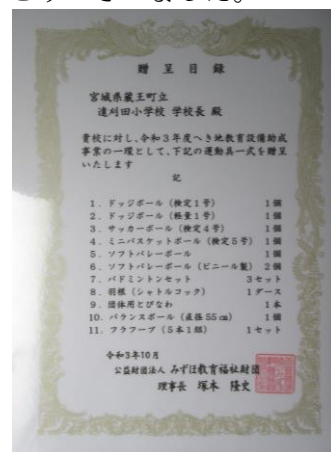 贈呈目録
宮城県蔵王町立
遠刈田小学校 学校長 殿
貴校に対し、令和3年度へき地教育設備助成
事業の一環として、下記の運動具一式を贈呈
いたします
記
1. ドッジボール（検定1号） 1個
2. ドッジボール（軽量1号） 1個
3. サッカーボール（検定4号） 1個
4. ミニバスケットボール（検定5号） 1個
5. ソフトバレーボール 1個
6. ソフトバレーボール（ビニール製） 2個
7. バドミントンセット 3セット
8. 羽根（シャトルコック） 1ダース
9. 団体用とびなわ 1本
10. バランスボール（直径55㎝） 1個
11. フラフープ（5本1組） 1セット
令和3年10月
公益財団法人 みずほ教育福祉財団
理事長 塚本 隆史